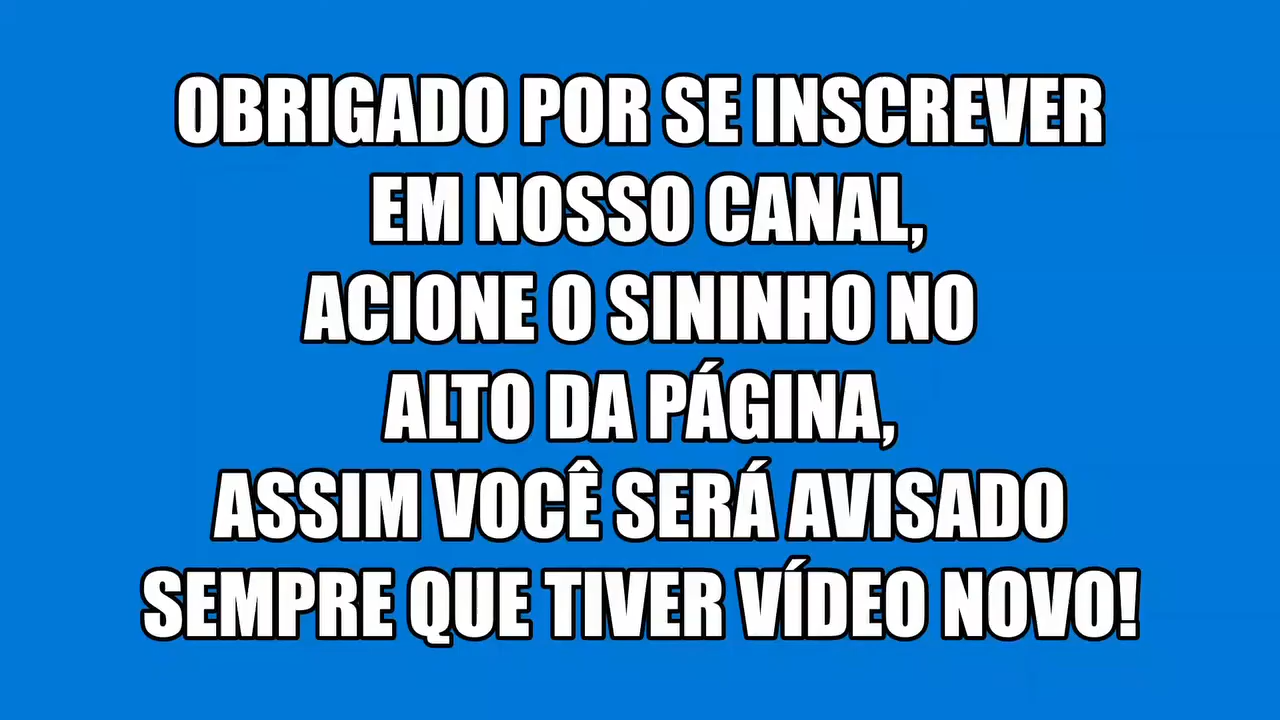 OBRIGADO POR SE INSCREVER
EM NOSSO CANAL,
ACIONE O SININHO NO
ALTO DA PÁGINA,
ASSIM VOCÊ SERÁ AVISADO
SEMPRE QUE TIVER VÍDEO NOVO!